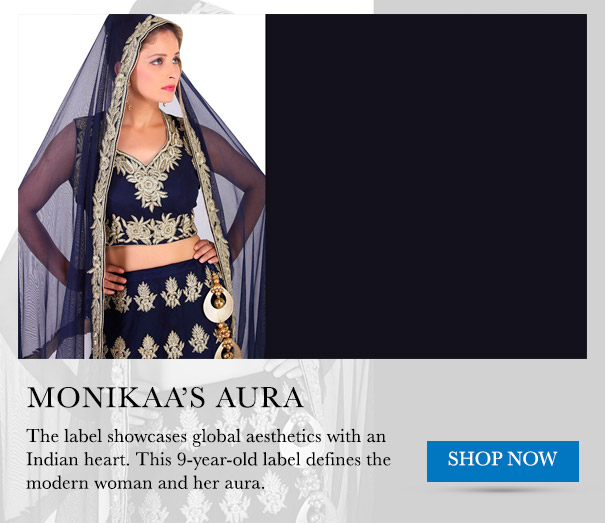 MONIKAA'S AURA
The label showcases global aesthetics with an
Indian heart. This 9-year-old label defines the
modern woman and her aura.
SHOP NOW